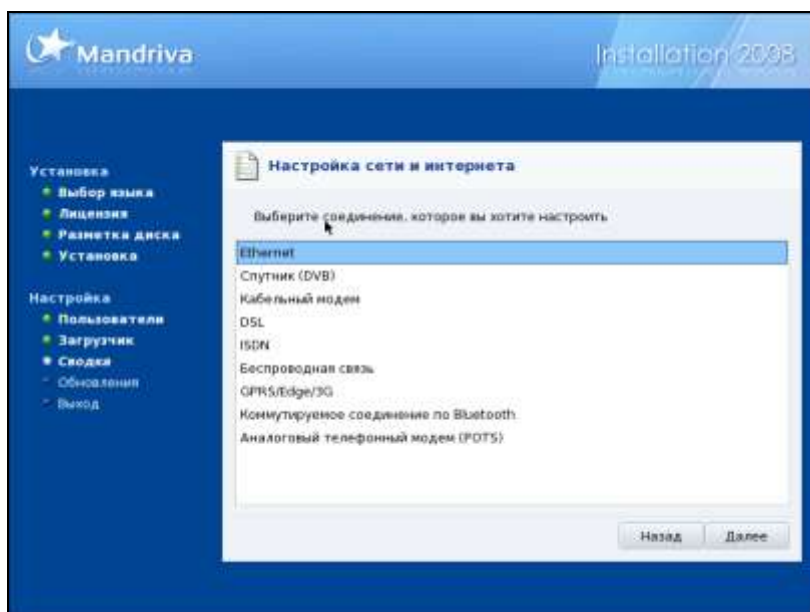 Mandriva
Installation 2008
Установка
Выбор языка
Лицензия
Разметка диска
Установка
Настройка
Пользователи
Загрузчик
Сводка
Обновления
Выход
Настройка сети и интернета
Выберите соединение, которое вы хотите настроить
Ethernet
Спутник (DVB)
Кабельный модем
DSL
ISDN
Беспроводная связь
GPRS/Edge/3G
Коммутируемое соединение по Bluetooth
Аналоговый телефонный модем (POTS)
Назад
Далее